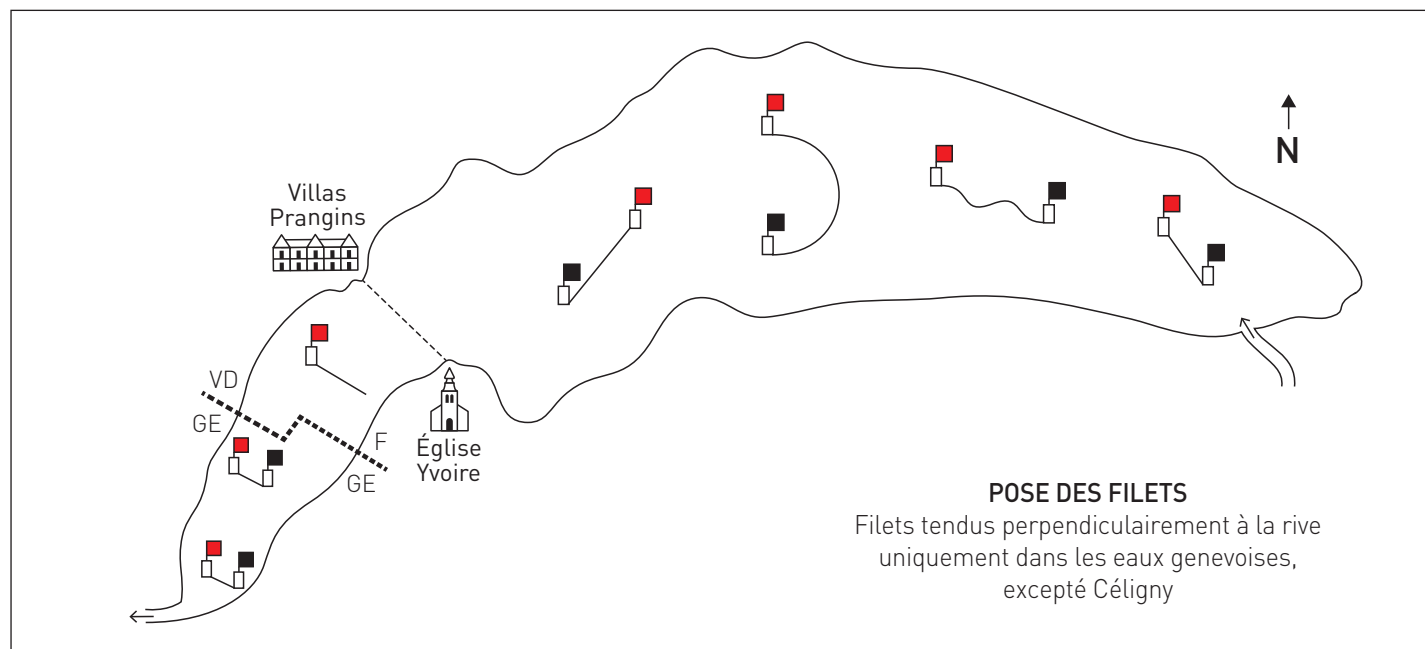 N
Villas
Prangins
VD
GE
F
GE
Église
Yvoire
POSE DES FILETS
Filets tendus perpendiculairement à la rive
uniquement dans les eaux genevoises,
excepté Céligny